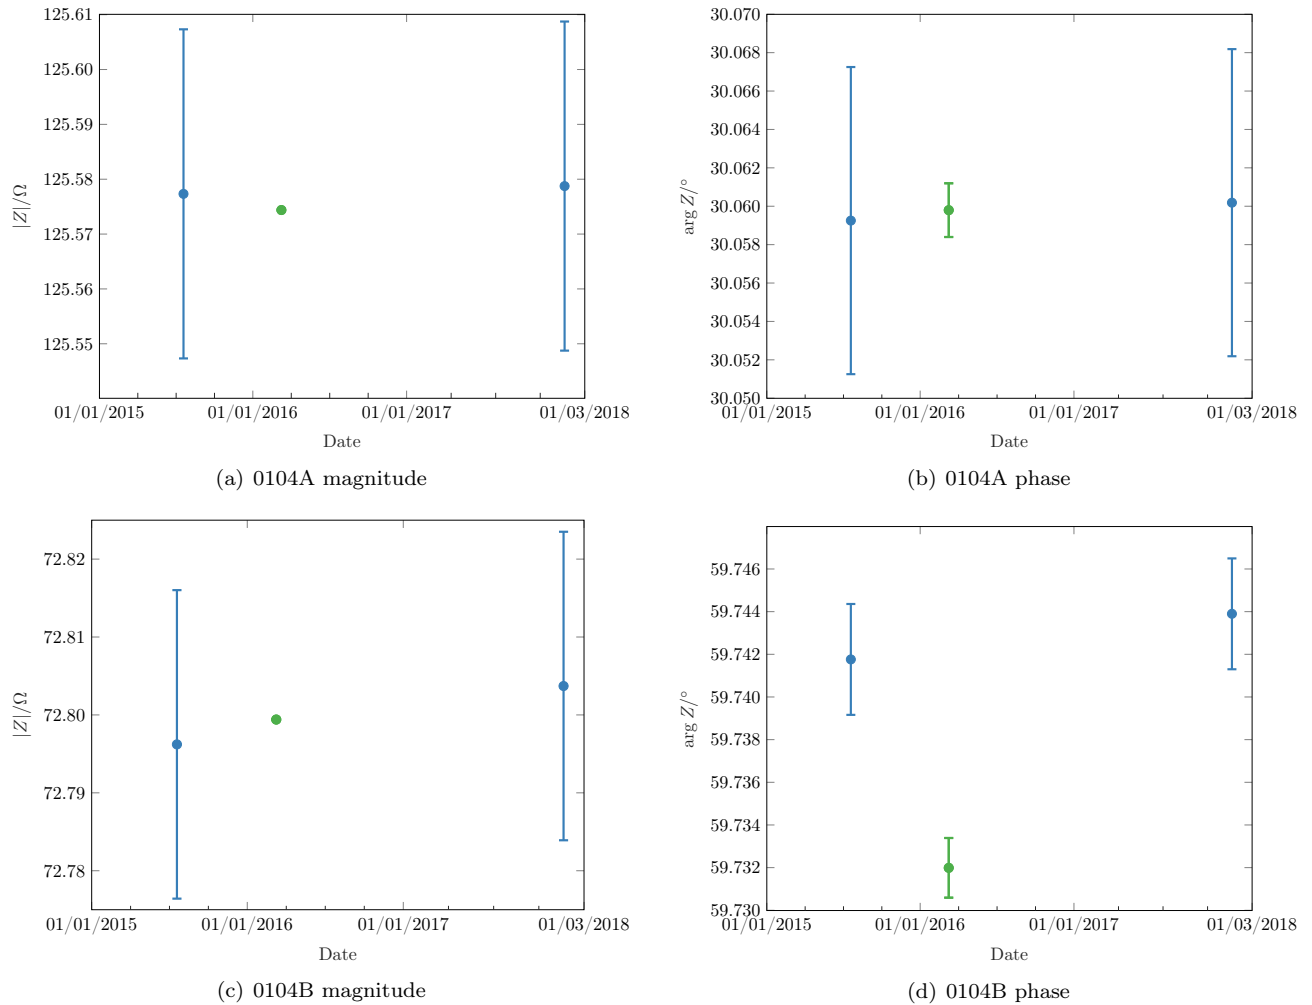 125.61
125.60
125.59
125.58
125.57
125.56
125.55
|Z|/Ω
01/01/2015 01/01/2016 01/01/2017 01/03/2018
Date
(a) 0104A magnitude
30.070
30.068
30.066
30.064
30.062
30.060
30.058
30.056
30.054
30.052
30.050
arg Z/°
01/01/2015 01/01/2016 01/01/2017 01/03/2018
Date
(b) 0104A phase
72.82
72.81
72.80
72.79
72.78
|Z|/Ω
01/01/2015 01/01/2016 01/01/2017 01/03/2018
Date
(c) 0104B magnitude
59.746
59.744
59.742
59.740
59.738
59.736
59.734
59.732
59.730
arg Z/°
01/01/2015 01/01/2016 01/01/2017 01/03/2018
Date
(d) 0104B phase